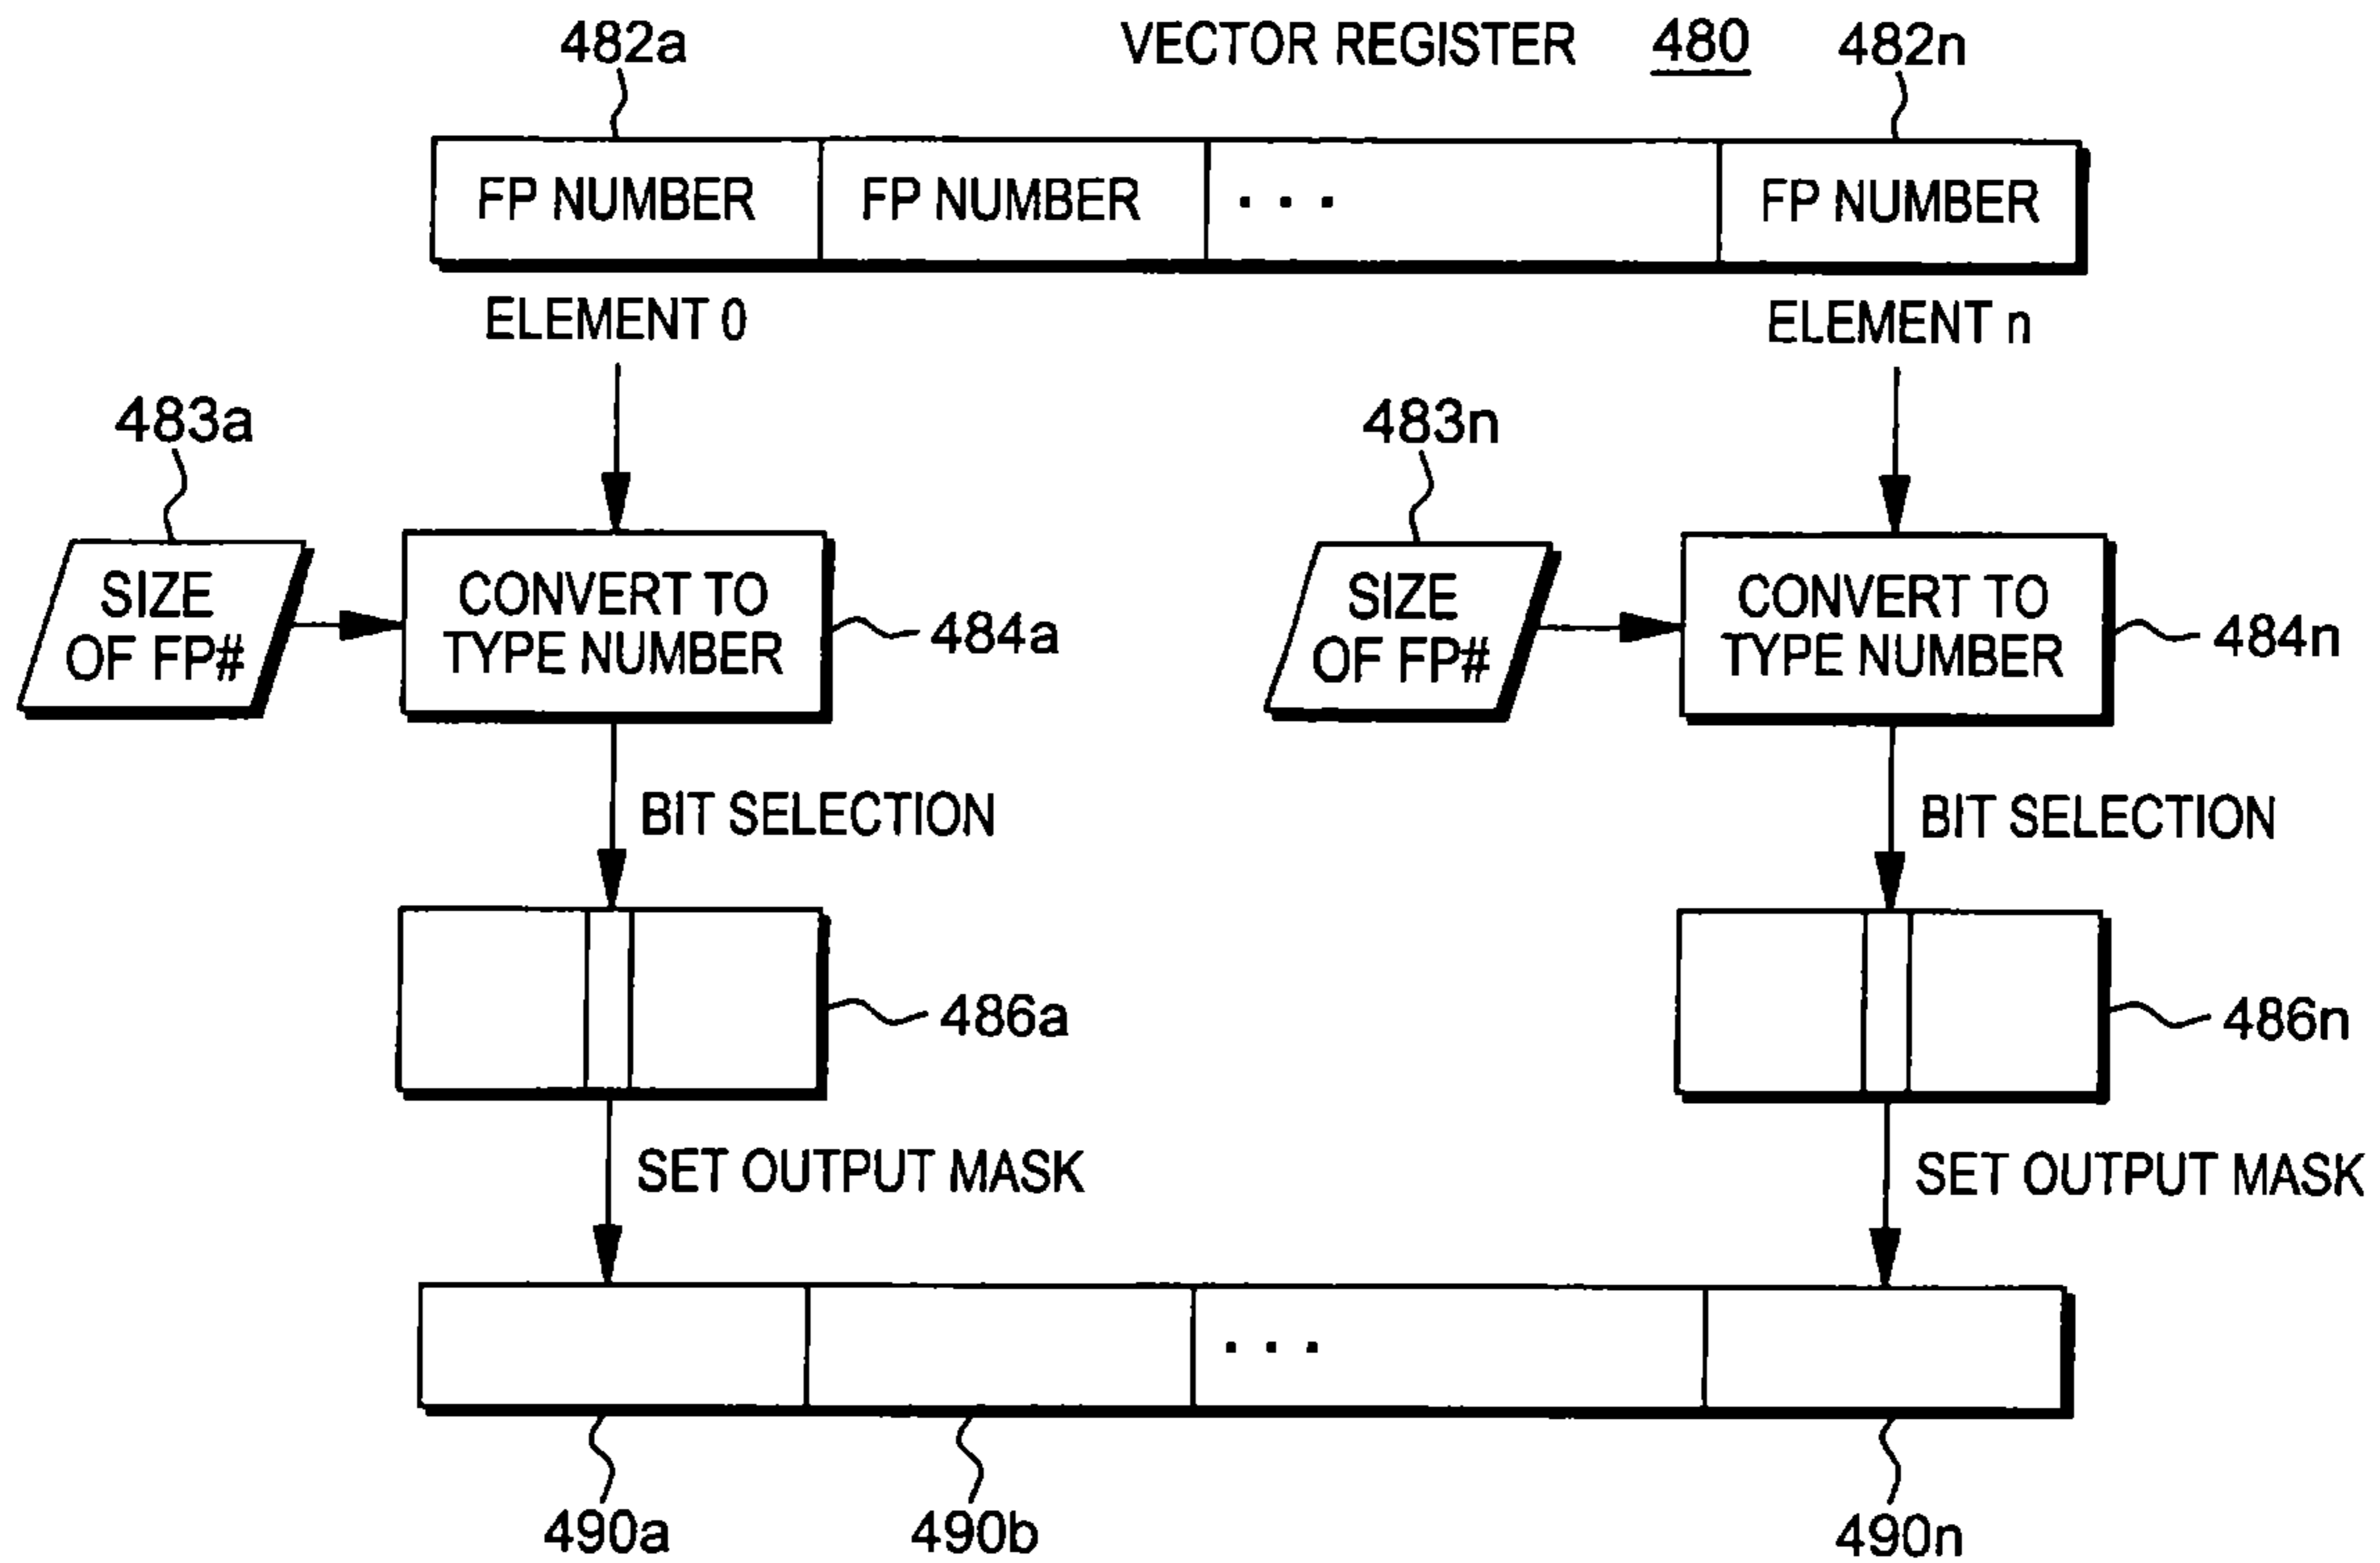 482a
VECTOR REGISTER 480
482n
FP NUMBER
FP NUMBER
. . .
FP NUMBER
ELEMENT 0
ELEMENT n
483a
483n
SIZE
OF FP#
CONVERT TO
TYPE NUMBER
484a
SIZE
OF FP#
CONVERT TO
TYPE NUMBER
484n
BIT SELECTION
BIT SELECTION
486a
486n
SET OUTPUT MASK
SET OUTPUT MASK
. . .
490a
490b
490n